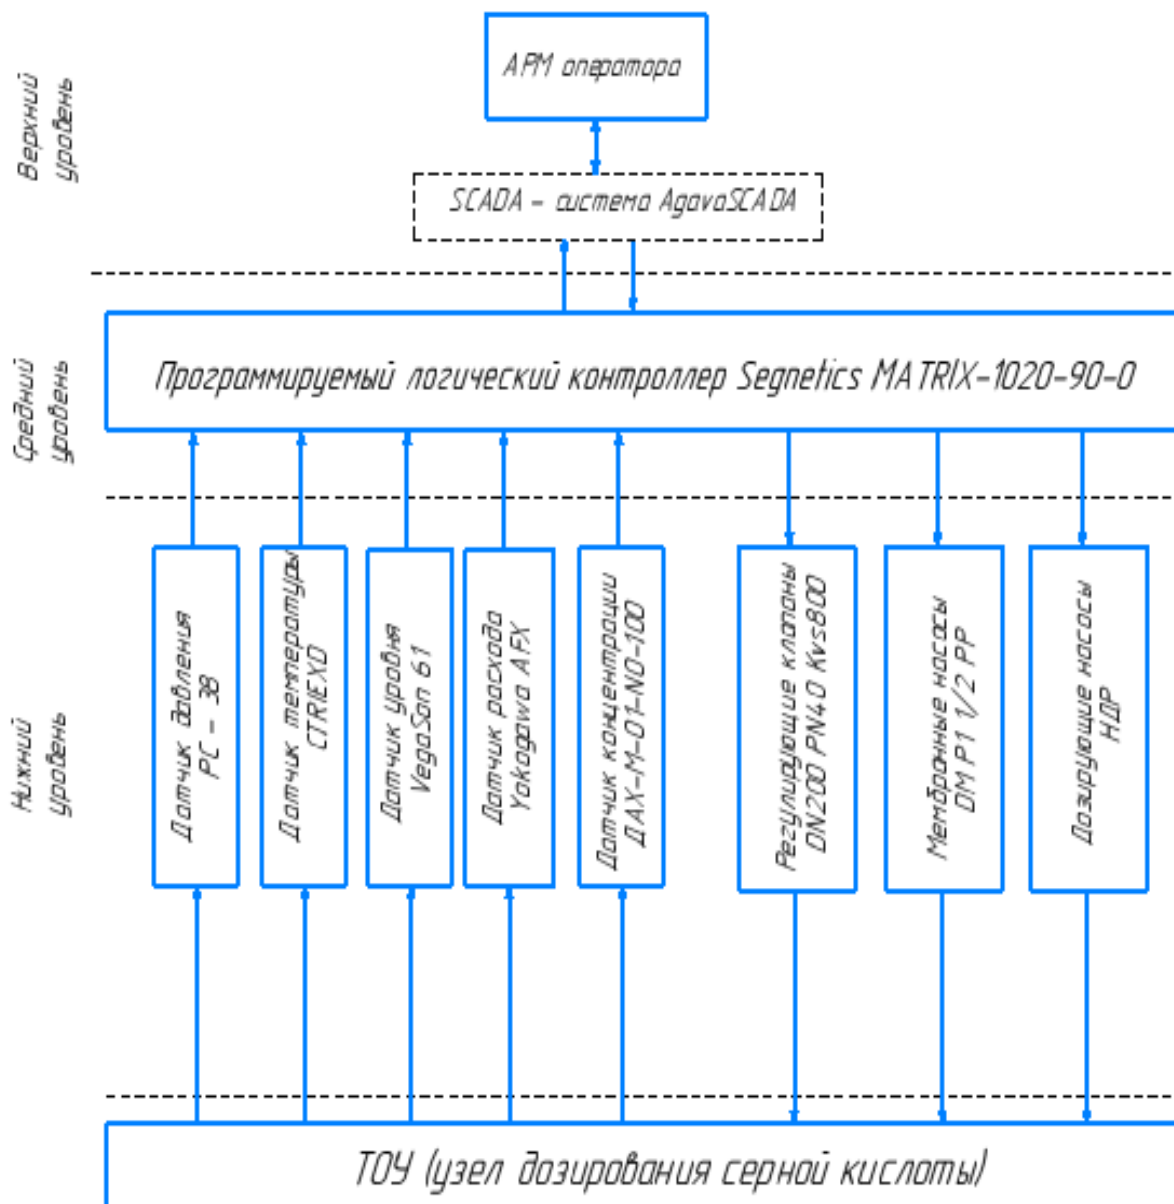 Верхний
уровень
АРМ оператора
SCADA - система AgavaSCADA
Средний
уровень
Программируемый логический контроллер Segnetics MATRIX-1020-90-0
Нижний
уровень
Датчик давления
РС - 38
Датчик температуры
CTRIEXD
Датчик уровня
VegaSon 61
Датчик расхода
Yokogawa AFX
Датчик концентрации
ДАХ-М-01-NO-100
Регулирующие клапаны
DN200 PN40 Kvs800
Мембранные насосы
DM P1 1/2 PP
Дозирующие насосы
НДР
ТОУ (узел дозирования серной кислоты)